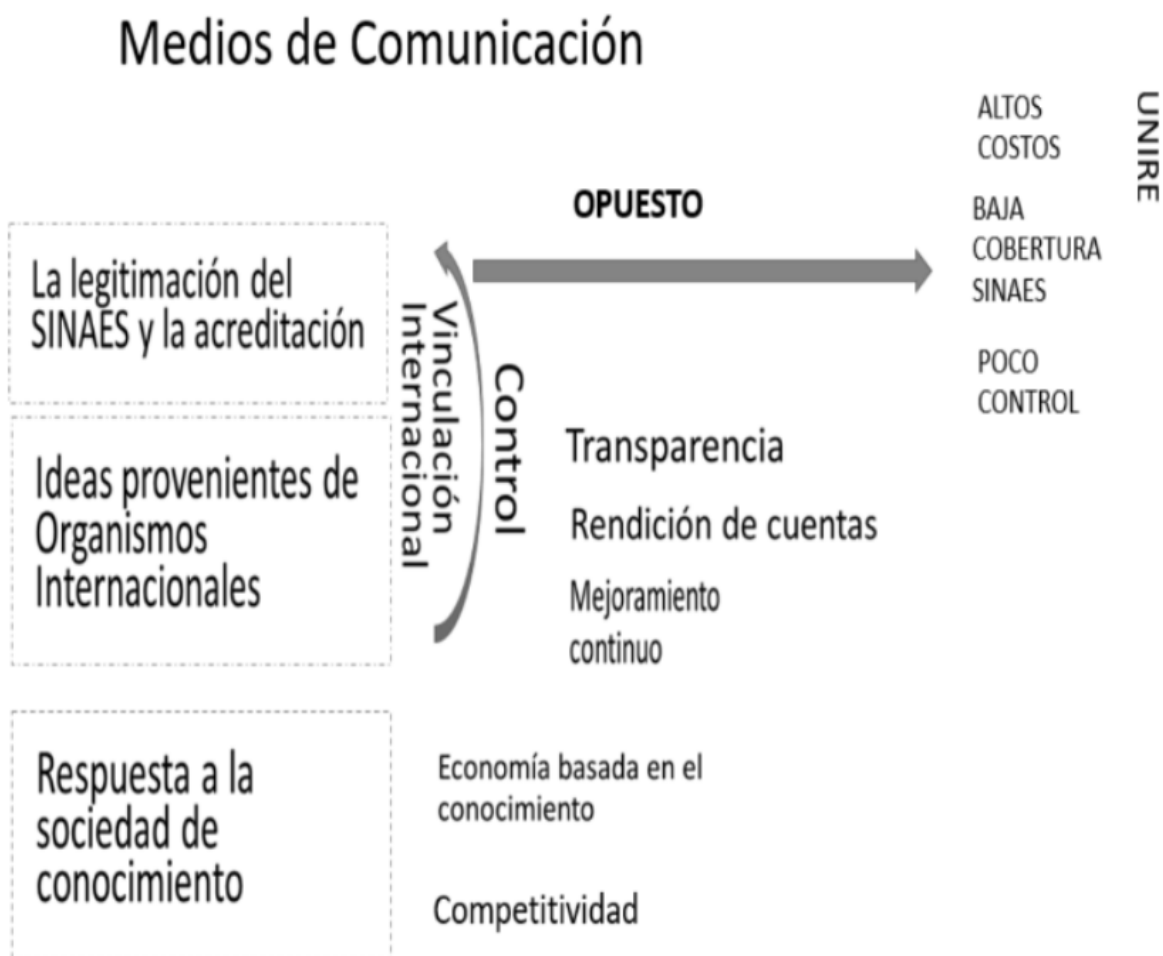 Medios de Comunicación
ALTOS
COSTOS
UNIRE
BAJA
COBERTURA
SINAES
POCO
CONTROL
OPUESTO
La legitimación del
SINAES y la acreditación
Ideas provenientes de
Organismos
Internacionales
Vinculación
Internacional
Control
Transparencia
Rendición de cuentas
Mejoramiento
continuo
Respuesta a la
sociedad de
conocimiento
Economía basada en el
conocimiento
Competitividad